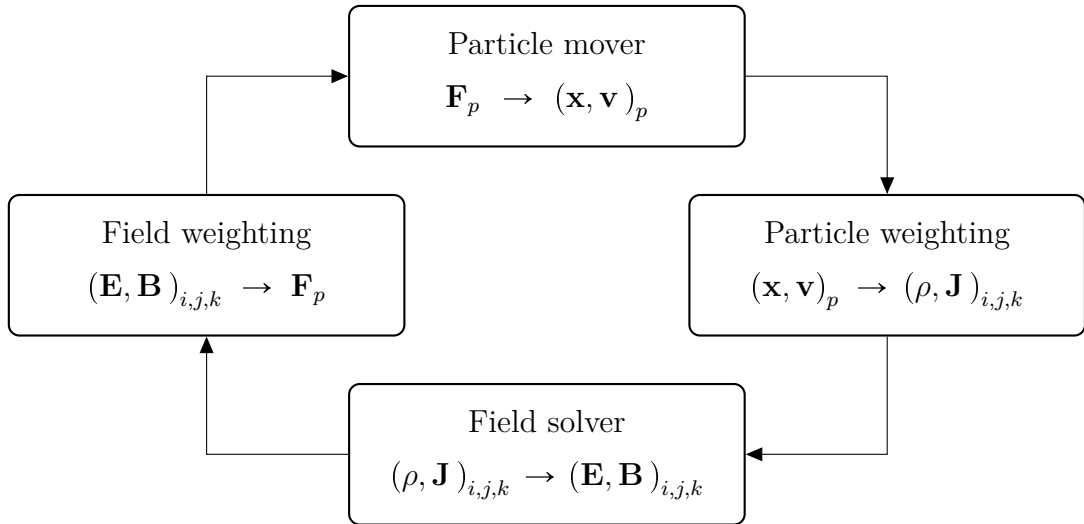 Particle mover
F_p → (x, v)_p
Field weighting
(E, B)_{i,j,k} → F_p
Particle weighting
(x, v)_p → (ρ, J)_{i,j,k}
Field solver
(ρ, J)_{i,j,k} → (E, B)_{i,j,k}